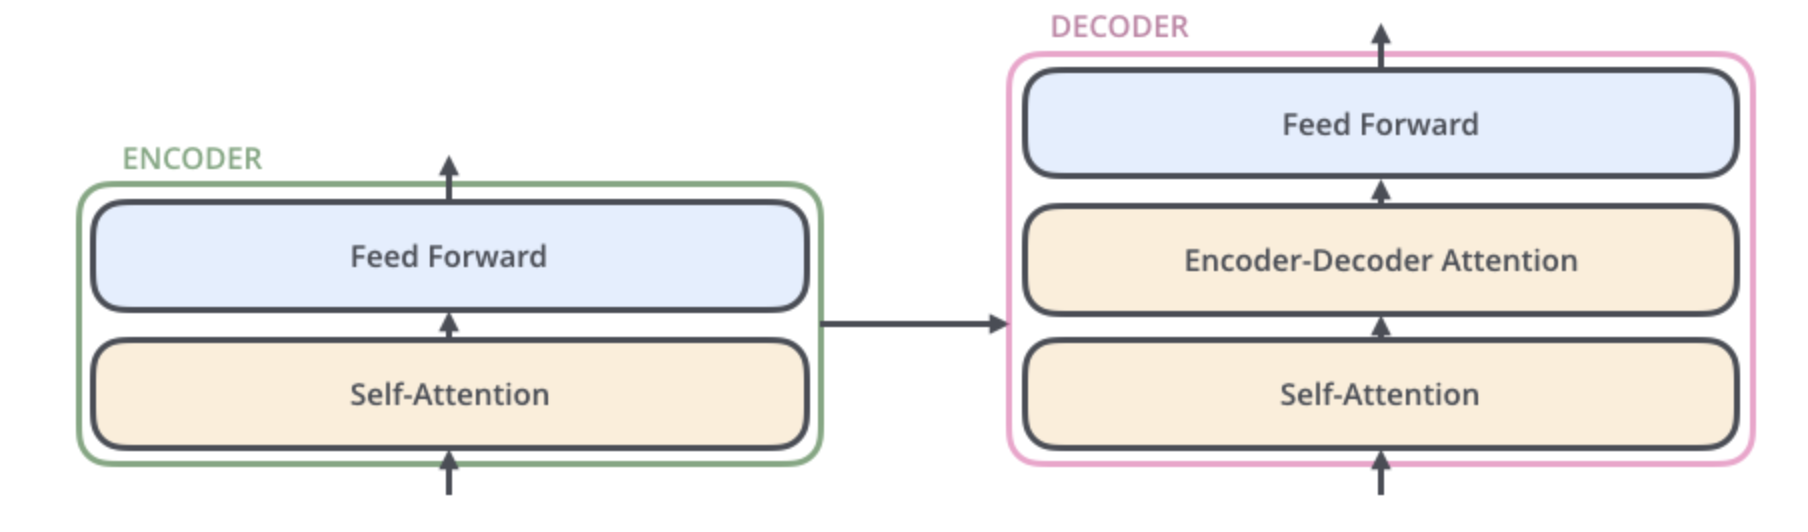 ENCODER
Feed Forward
Self-Attention
DECODER
Feed Forward
Encoder-Decoder Attention
Self-Attention